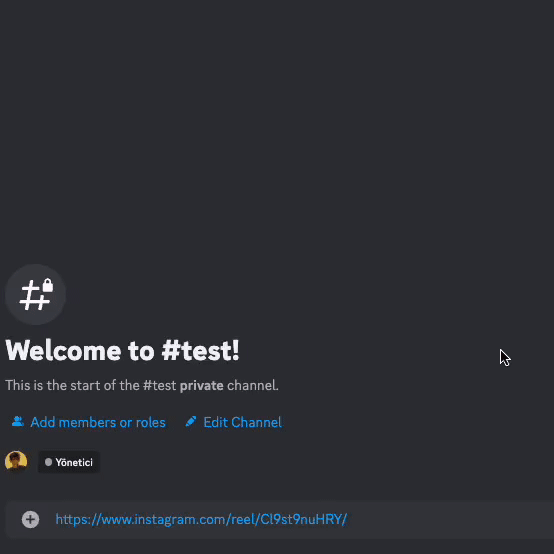 Welcome to #test!
This is the start of the #test private channel.
Add members or roles Edit Channel
Yönetici
https://www.instagram.com/reel/Cl9st9nuHRY/